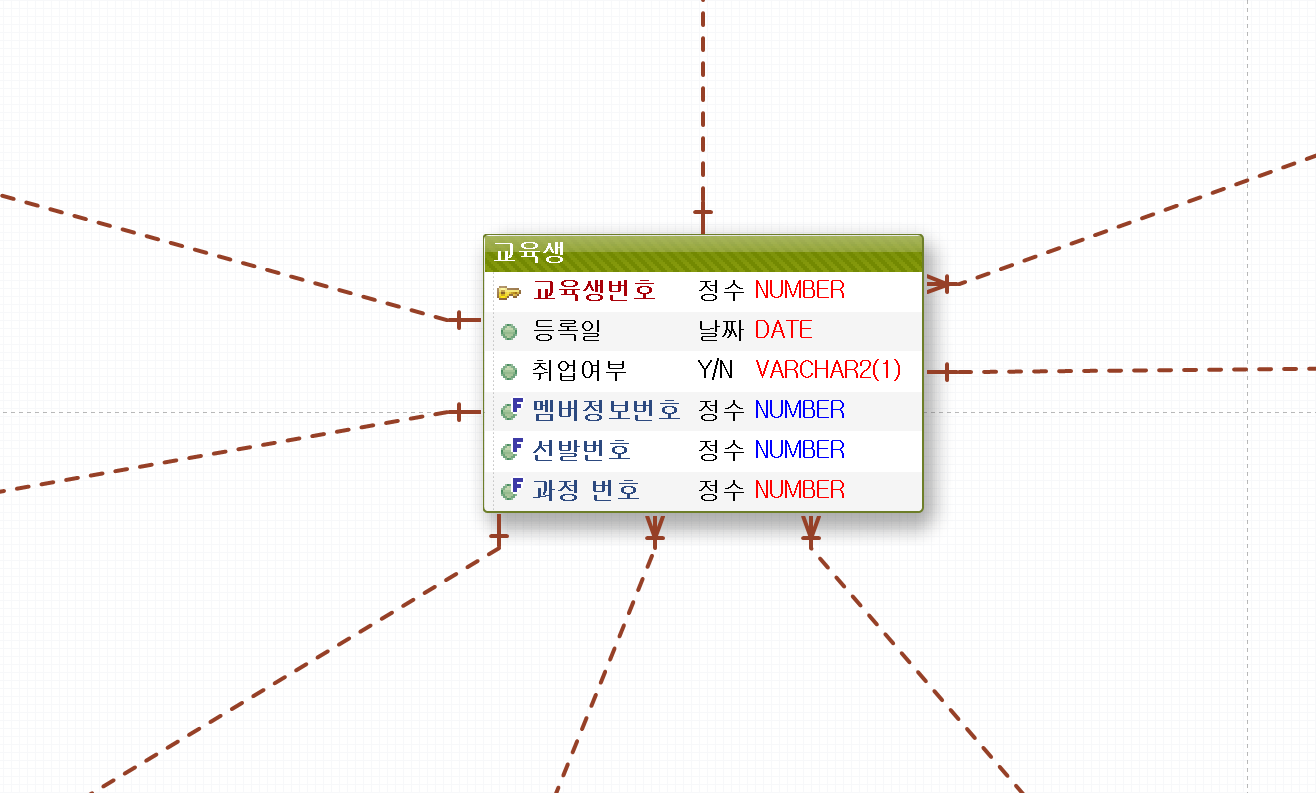 교육생
교육생번호 정수 NUMBER
등록일 날짜 DATE
취업여부 Y/N VARCHAR2(1)
F 멤버정보번호 정수 NUMBER
F 선발번호 정수 NUMBER
F 과정 번호 정수 NUMBER